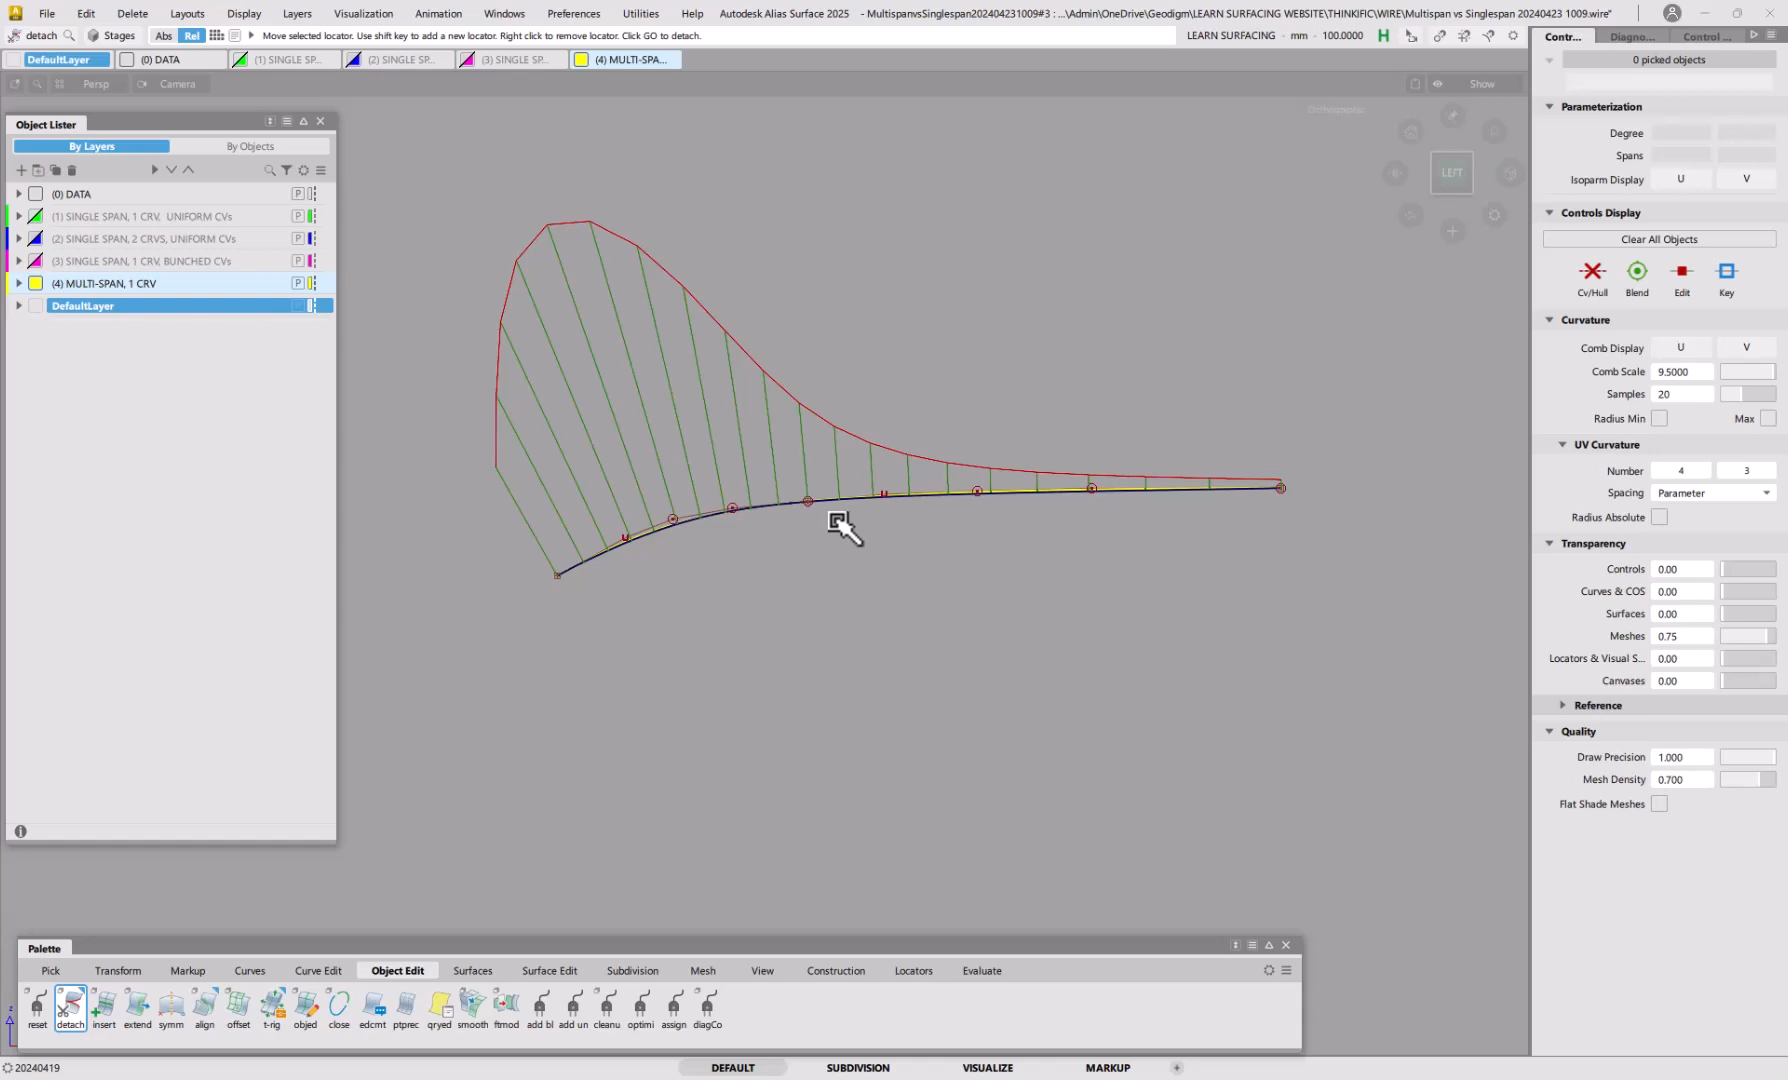 File Edit Delete Layouts Display Layers Visualization Animation Windows Preferences Utilities Help Autodesk Alias Surface 2025 - MultispanvsSinglespan202404231009#3 : ...\Admin\OneDrive\Geodigm\LEARN SURFACING WEBSITE\THINKIFIC\WIRE\Multispan vs Singlespan 20240423 1009.wire*
detach Stages Abs Rel Move selected locator. Use shift key to add a new locator. Right click to remove locator. Click GO to detach. LEARN SURFACING - mm - 100.0000 H
Contr... Diagno... Control ...
DefaultLayer (0) DATA (1) SINGLE SP... (2) SINGLE SP... (3) SINGLE SP... (4) MULTI-SPA...
0 picked objects
Persp Camera Show
Orthographic
LEFT
Object Lister
By Layers By Objects
(0) DATA P
(1) SINGLE SPAN, 1 CRV, UNIFORM CVs P
(2) SINGLE SPAN, 2 CRVS, UNIFORM CVs P
(3) SINGLE SPAN, 1 CRV, BUNCHED CVs P
(4) MULTI-SPAN, 1 CRV P
DefaultLayer
u
u
Parameterization
Degree
Spans
Isoparm Display U V
Controls Display
Clear All Objects
Cv/Hull Blend Edit Key
Curvature
Comb Display U V
Comb Scale 9.5000
Samples 20
Radius Min Max
UV Curvature
Number 4 3
Spacing Parameter
Radius Absolute
Transparency
Controls 0.00
Curves & COS 0.00
Surfaces 0.00
Meshes 0.75
Locators & Visual S... 0.00
Canvases 0.00
Reference
Quality
Draw Precision 1.000
Mesh Density 0.700
Flat Shade Meshes
Palette
Pick Transform Markup Curves Curve Edit Object Edit Surfaces Surface Edit Subdivision Mesh View Construction Locators Evaluate
reset detach insert extend symm align offset t-rig objed close edcmt ptprec qryed smooth ftmod add bl add un cleanu optimi assign diagCo
z
20240419 DEFAULT SUBDIVISION VISUALIZE MARKUP +